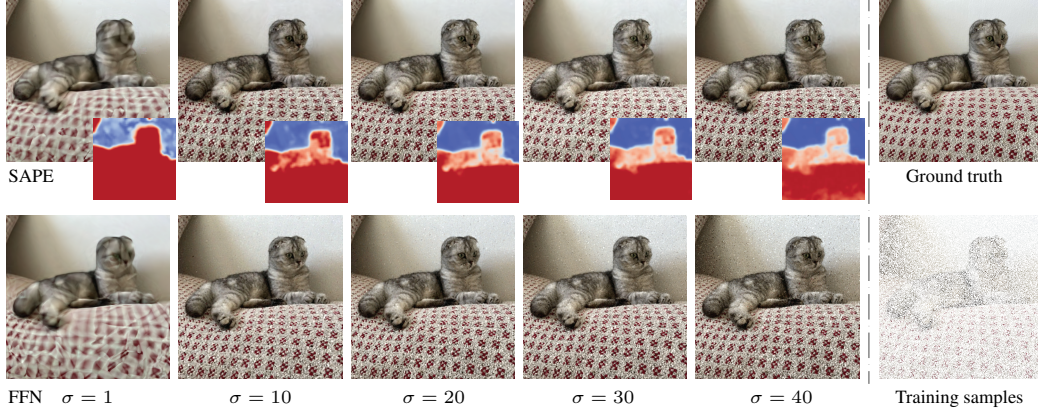 SAPE
Ground truth
FFN σ = 1
σ = 10
σ = 20
σ = 30
σ = 40
Training samples